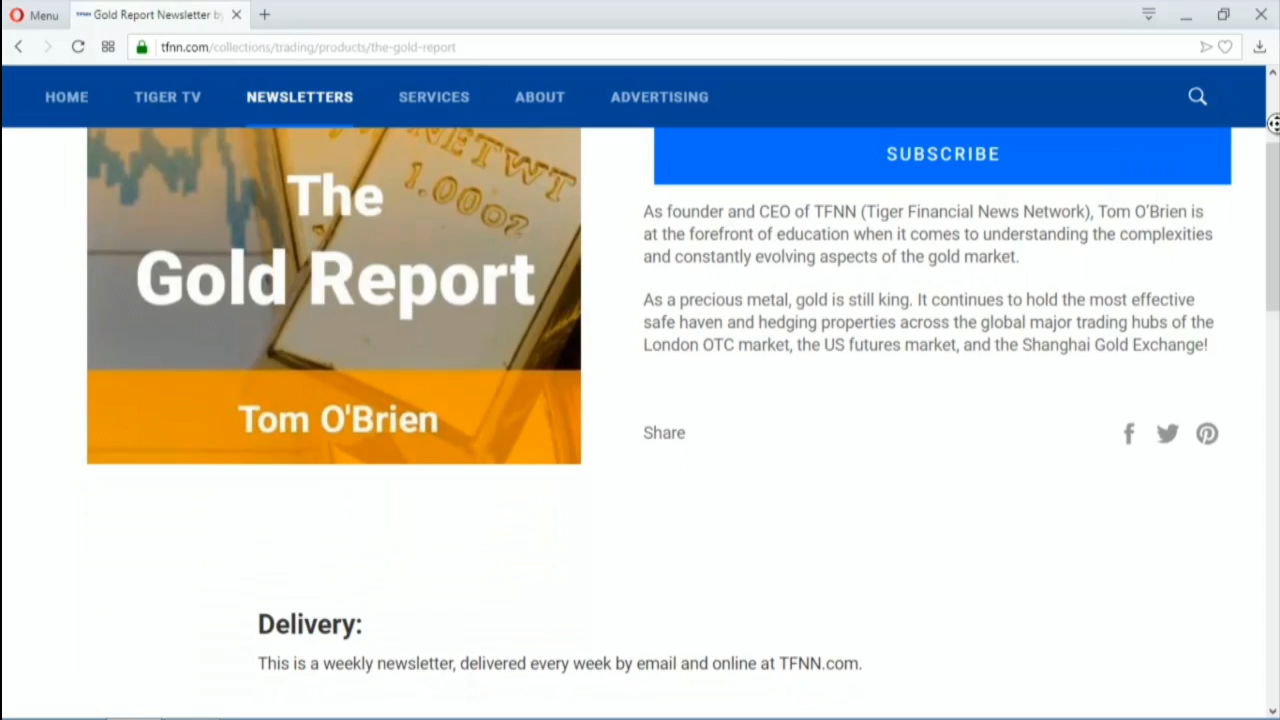 Menu
Gold Report Newsletter by
tfnn.com/collections/trading/products/the-gold-report
HOME
TIGER TV
NEWSLETTERS
SERVICES
ABOUT
ADVERTISING
NETWT
1.00oz
The
Gold Report
Tom O'Brien
SUBSCRIBE
As founder and CEO of TFNN (Tiger Financial News Network), Tom O'Brien is
at the forefront of education when it comes to understanding the complexities
and constantly evolving aspects of the gold market.
As a precious metal, gold is still king. It continues to hold the most effective
safe haven and hedging properties across the global major trading hubs of the
London OTC market, the US futures market, and the Shanghai Gold Exchange!
Share
Delivery:
This is a weekly newsletter, delivered every week by email and online at TFNN.com.